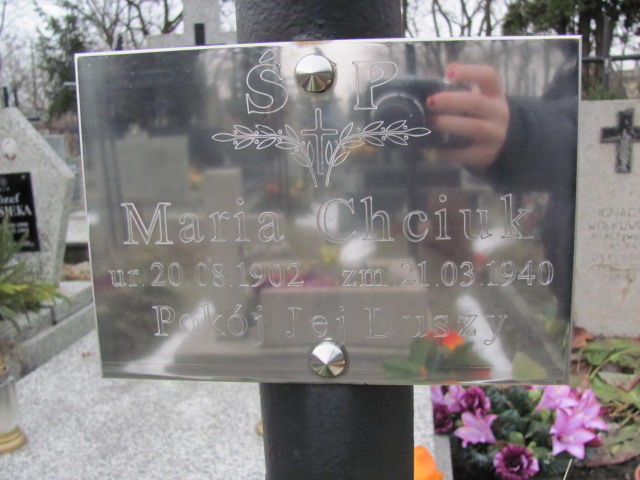 Ś P
Maria Chciuk
ur. 20.08.1902 zm. 21.03.1940
Pokój Jej Duszy